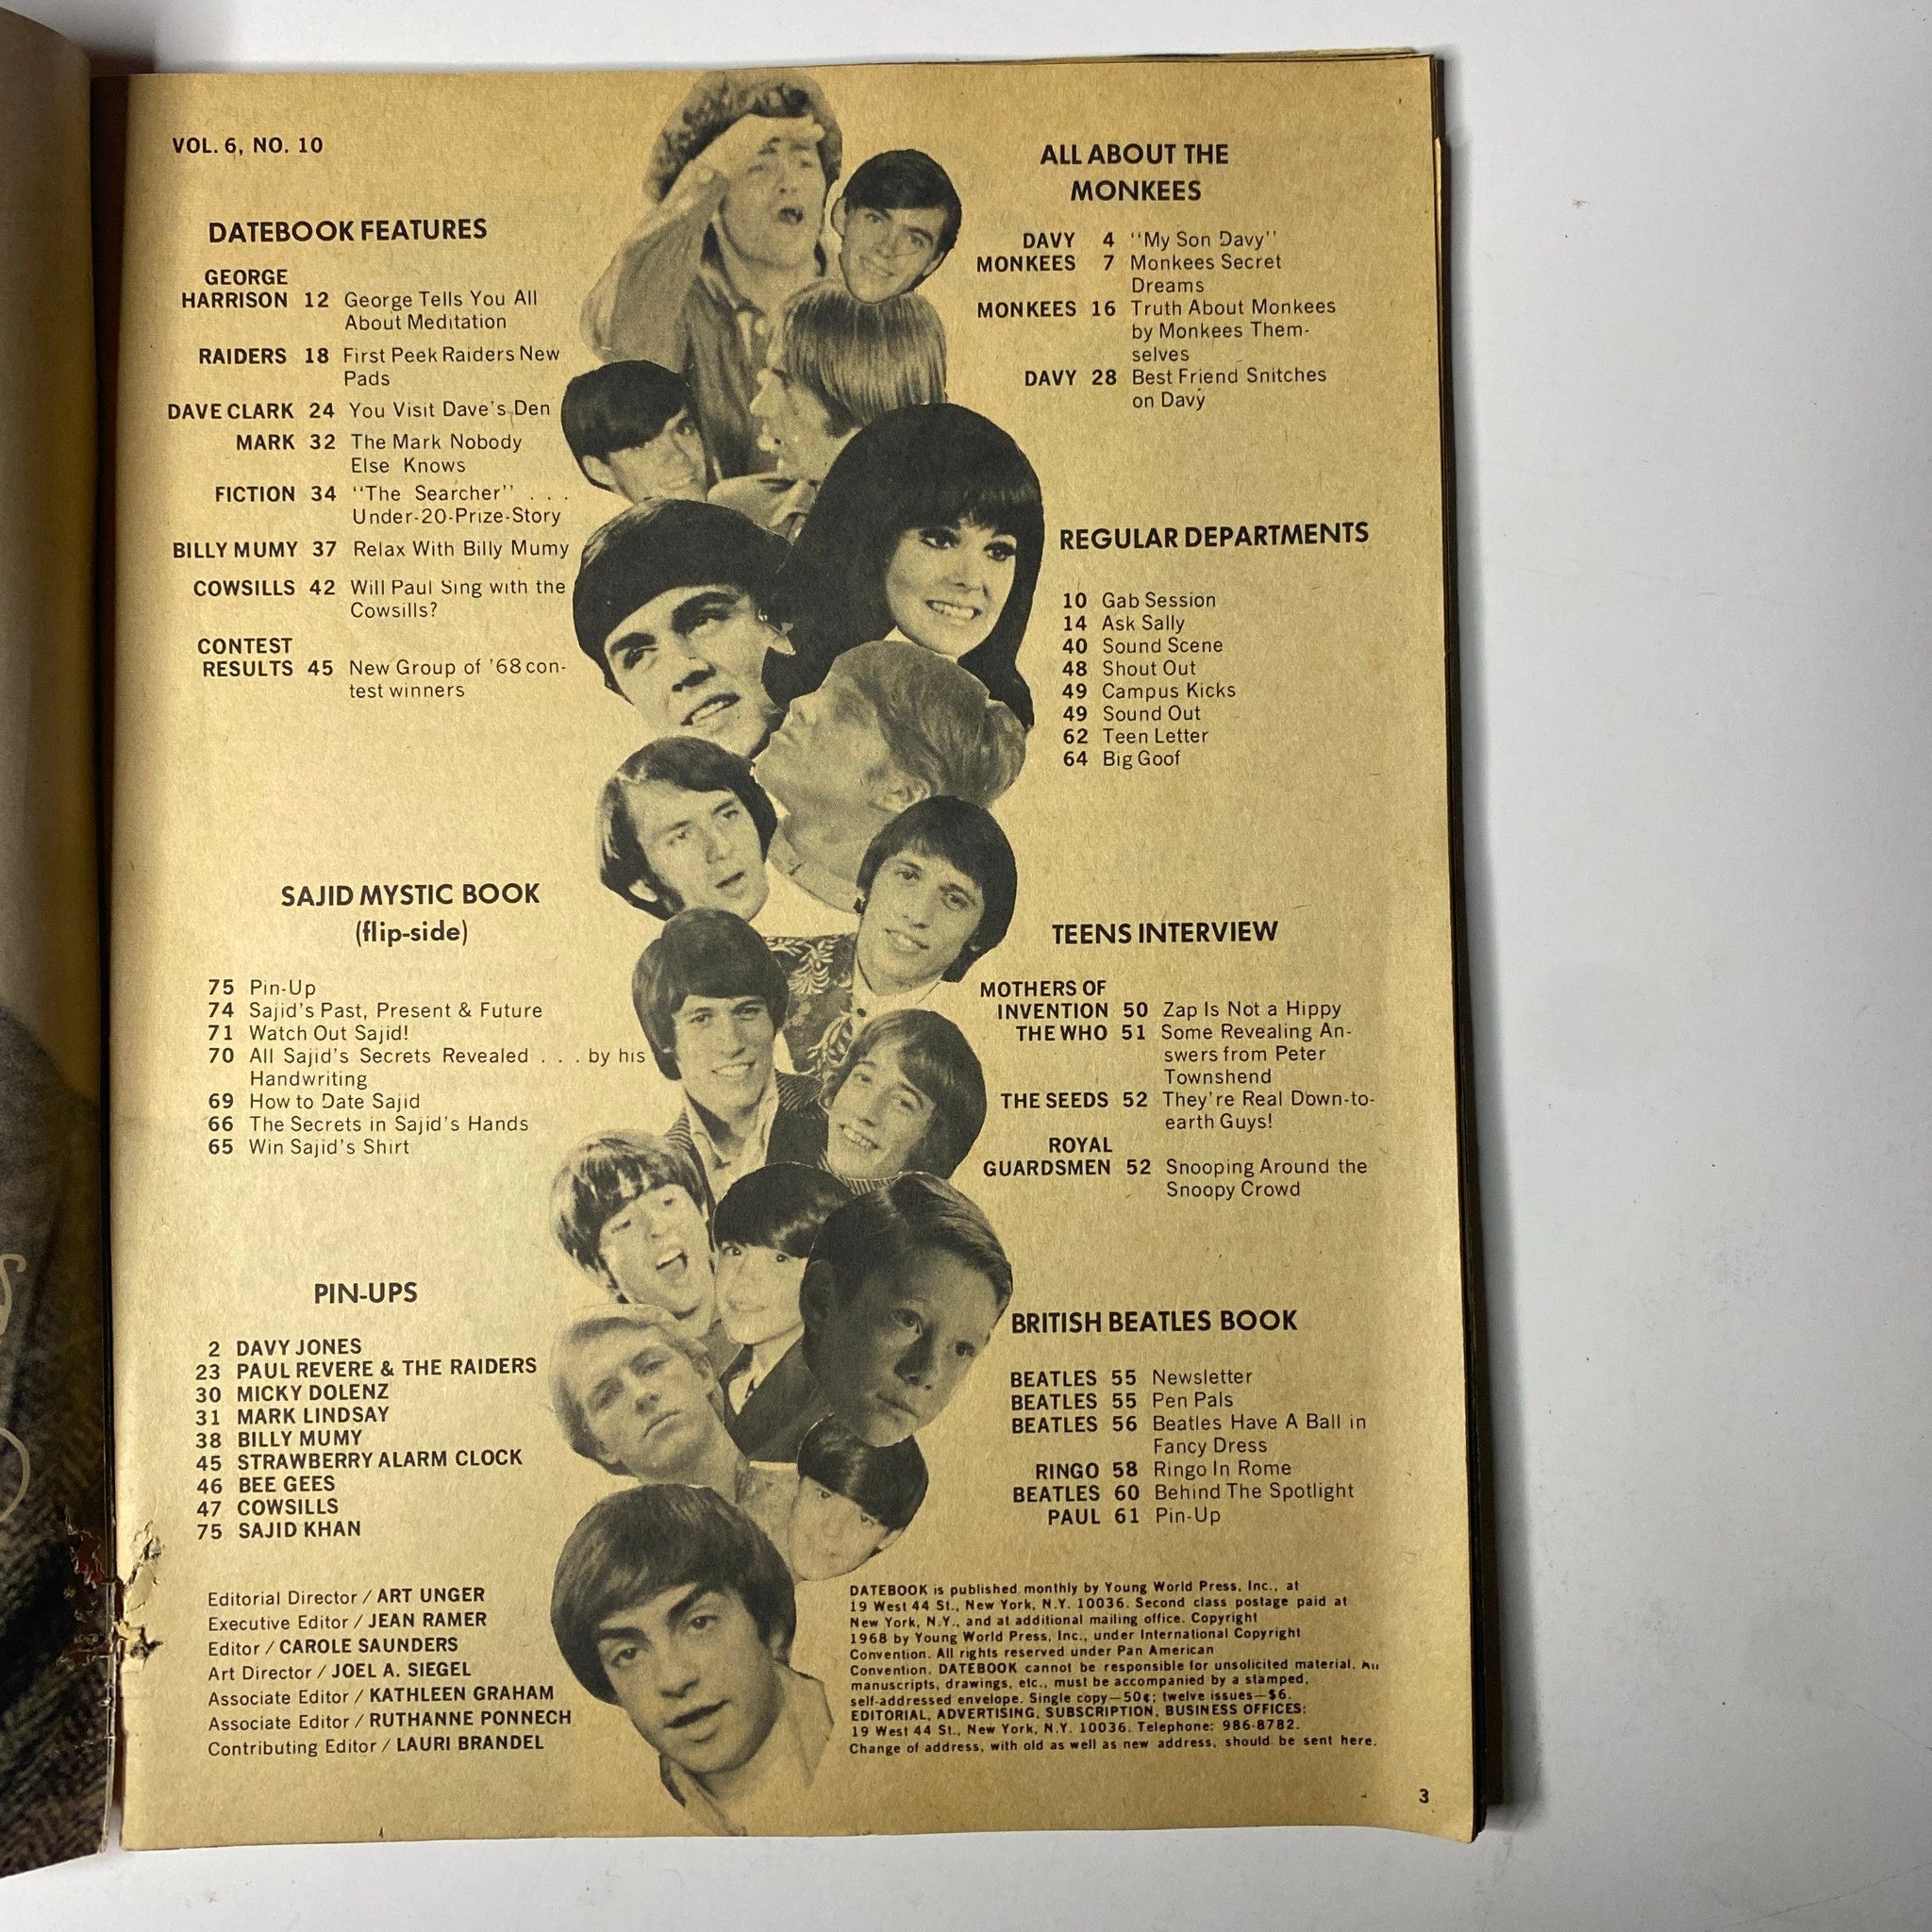 VOL. 6, NO. 10
DATEBOOK FEATURES
GEORGE
HARRISON 12 George Tells You All
About Meditation
RAIDERS 18 First Peek Raiders New
Pads
DAVE CLARK 24 You Visit Dave's Den
MARK 32 The Mark Nobody
Else Knows
FICTION 34 "The Searcher" . . .
Under-20-Prize-Story
BILLY MUMY 37 Relax With Billy Mumy
COWSILLS 42 Will Paul Sing with the
Cowsills?
CONTEST
RESULTS 45 New Group of '68 con-
test winners
SAJID MYSTIC BOOK
(flip-side)
75 Pin-Up
74 Sajid's Past, Present & Future
71 Watch Out Sajid!
70 All Sajid's Secrets Revealed . . . by his
Handwriting
69 How to Date Sajid
66 The Secrets in Sajid's Hands
65 Win Sajid's Shirt
PIN-UPS
2 DAVY JONES
23 PAUL REVERE & THE RAIDERS
30 MICKY DOLENZ
31 MARK LINDSAY
38 BILLY MUMY
45 STRAWBERRY ALARM CLOCK
46 BEE GEES
47 COWSILLS
75 SAJID KHAN
Editorial Director / ART UNGER
Executive Editor / JEAN RAMER
Editor / CAROLE SAUNDERS
Art Director / JOEL A. SIEGEL
Associate Editor / KATHLEEN GRAHAM
Associate Editor / RUTHANNE PONNECH
Contributing Editor / LAURI BRANDEL
ALL ABOUT THE
MONKEES
DAVY 4 "My Son Davy"
MONKEES 7 Monkees Secret
Dreams
MONKEES 16 Truth About Monkees
by Monkees Them-
selves
DAVY 28 Best Friend Snitches
on Davy
REGULAR DEPARTMENTS
10 Gab Session
14 Ask Sally
40 Sound Scene
48 Shout Out
49 Campus Kicks
49 Sound Out
62 Teen Letter
64 Big Goof
TEENS INTERVIEW
MOTHERS OF
INVENTION 50 Zap Is Not a Hippy
THE WHO 51 Some Revealing An-
swers from Peter
Townshend
THE SEEDS 52 They're Real Down-to-
earth Guys!
ROYAL
GUARDSMEN 52 Snooping Around the
Snoopy Crowd
BRITISH BEATLES BOOK
BEATLES 55 Newsletter
BEATLES 55 Pen Pals
BEATLES 56 Beatles Have A Ball in
Fancy Dress
RINGO 58 Ringo In Rome
BEATLES 60 Behind The Spotlight
PAUL 61 Pin-Up
DATEBOOK is published monthly by Young World Press, Inc., at
19 West 44 St., New York, N.Y. 10036. Second class postage paid at
New York, N.Y., and at additional mailing office. Copyright
1968 by Young World Press, Inc., under International Copyright
Convention. All rights reserved under Pan American
Convention. DATEBOOK cannot be responsible for unsolicited material. All
manuscripts, drawings, etc., must be accompanied by a stamped,
self-addressed envelope. Single copy—50¢; twelve issues—$6.
EDITORIAL, ADVERTISING, SUBSCRIPTION, BUSINESS OFFICES:
19 West 44 St., New York, N.Y. 10036. Telephone: 986-8782.
Change of address, with old as well as new address, should be sent here.
3